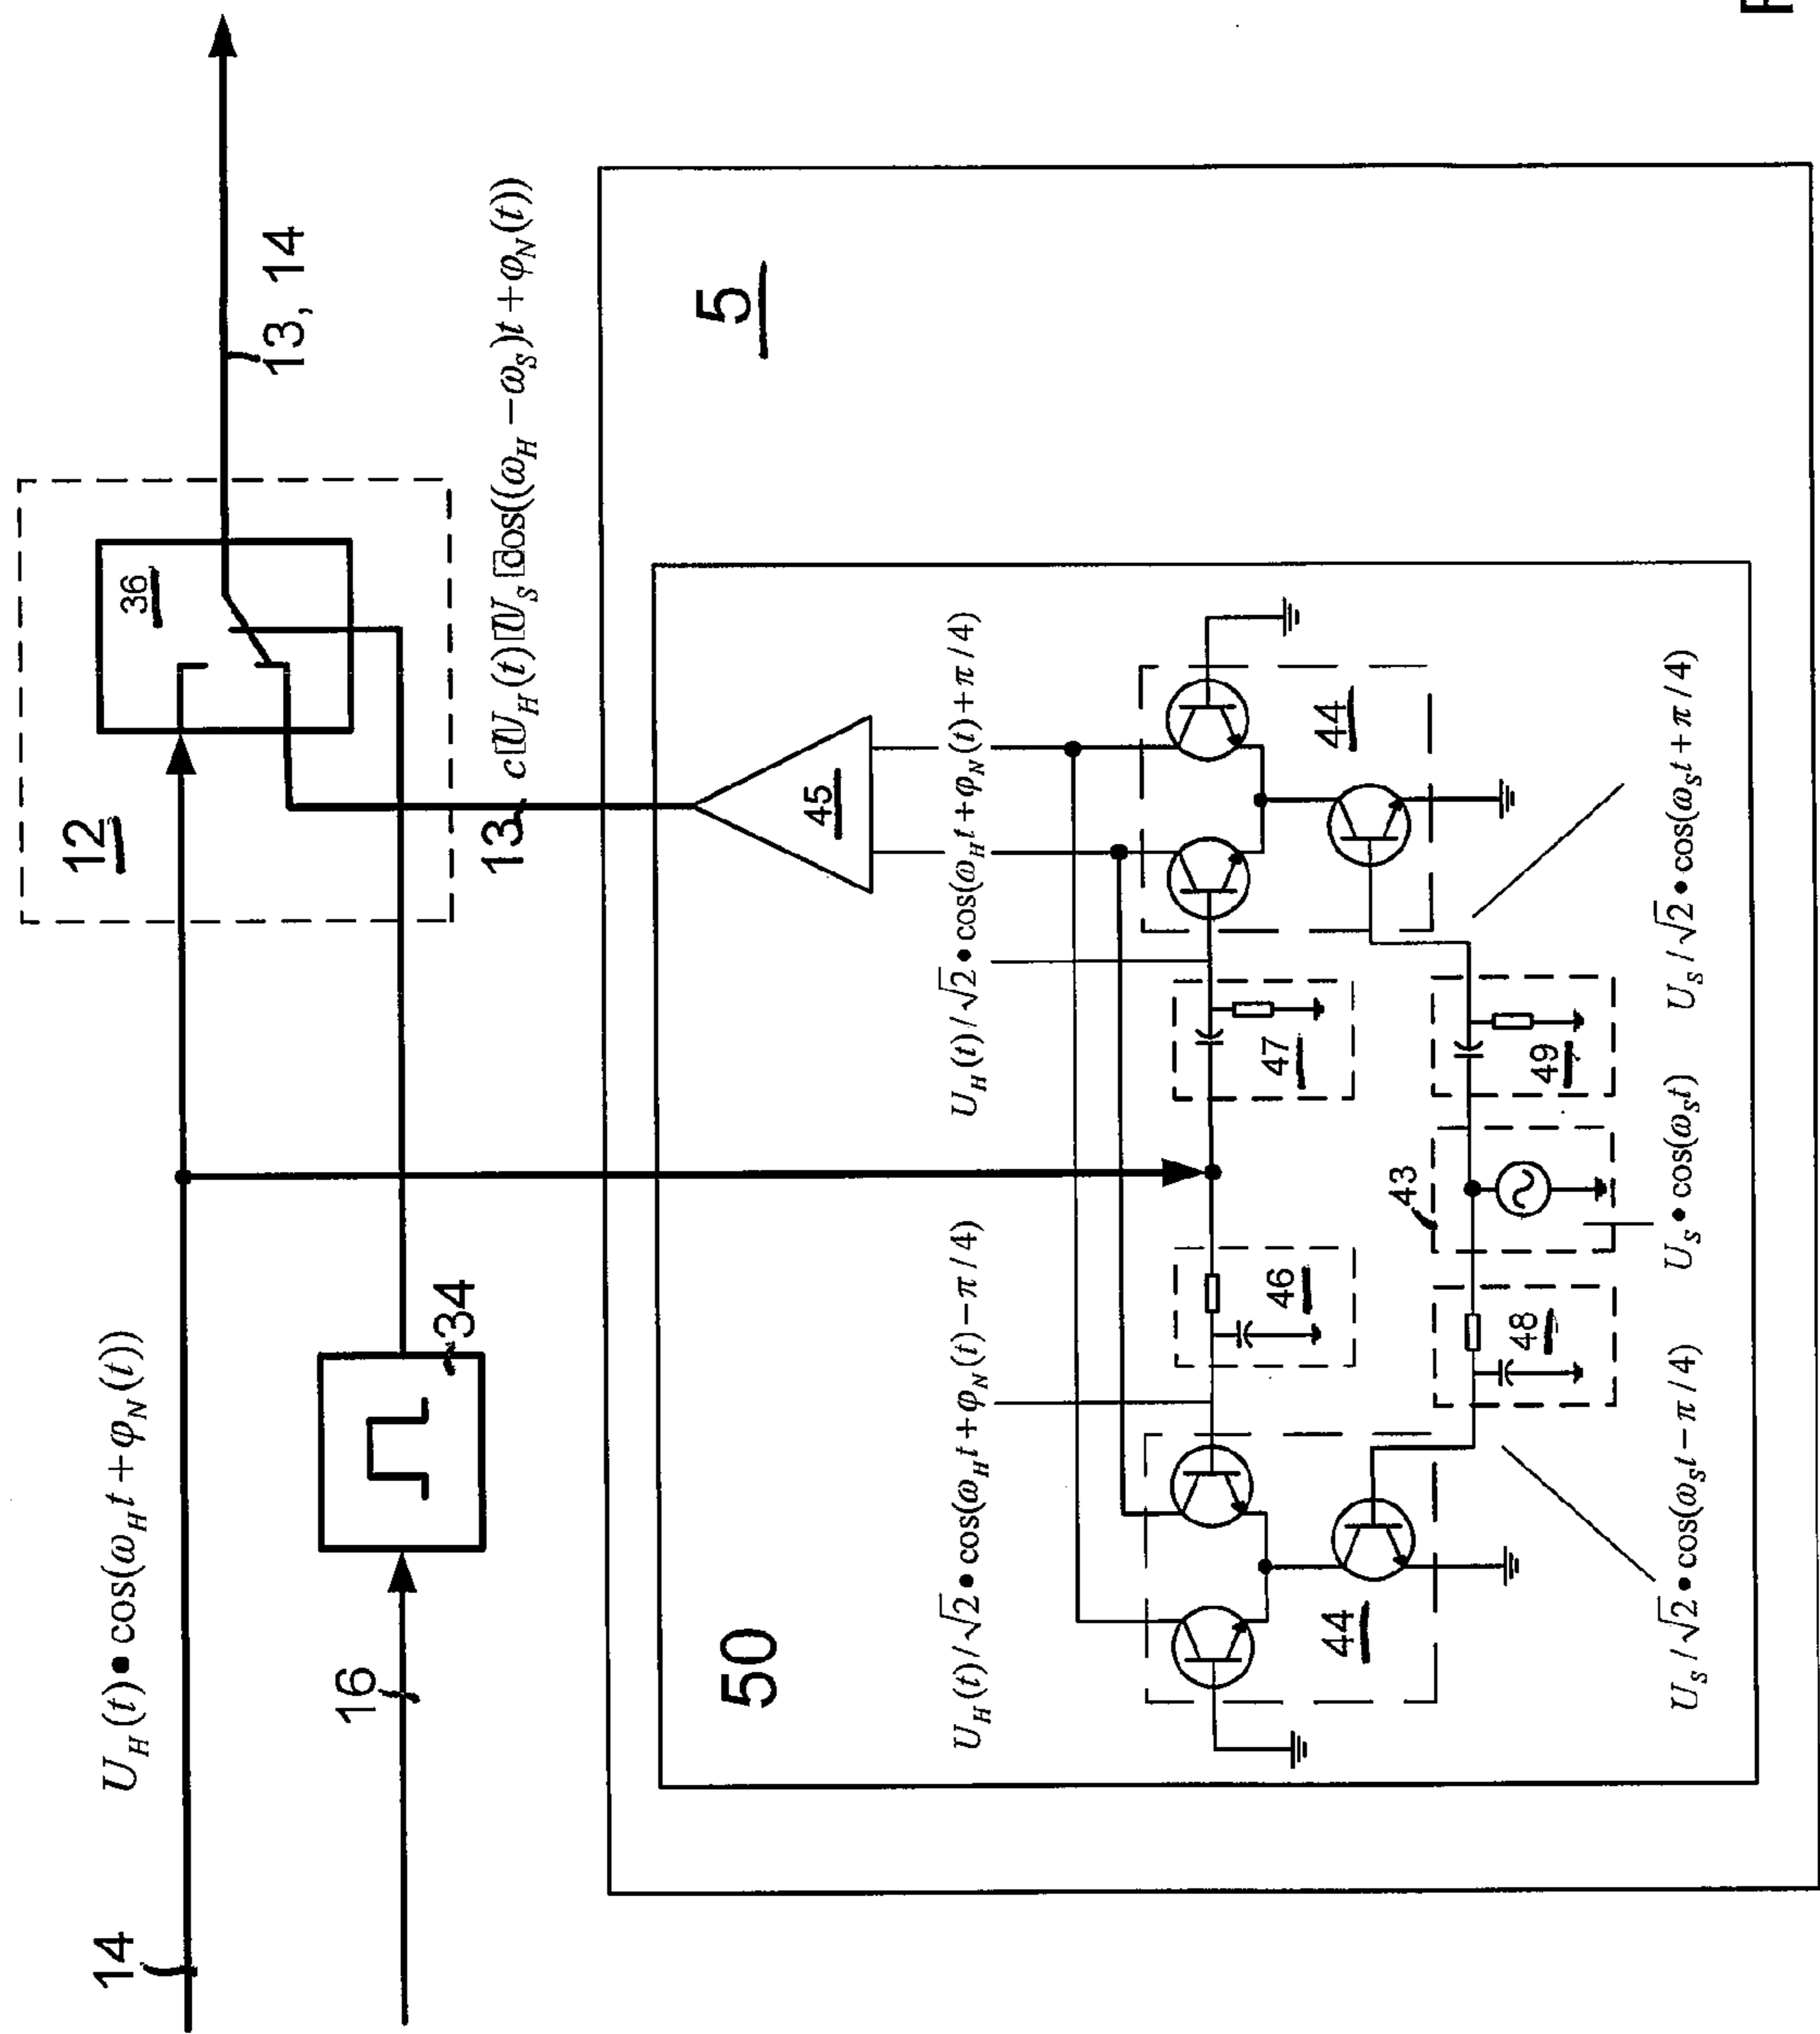 14
U_H(t)•cos(ω_H t+φ_N(t))
16
34
12
36
13, 14
13
c▯U_H(t)▯U_S▯cos((ω_H−ω_S)t+φ_N(t))
5
50
45
U_H(t)/√2•cos(ω_H t+φ_N(t)−π/4)
U_H(t)/√2•cos(ω_H t+φ_N(t)+π/4)
44
46
47
44
43
48
49
U_S/√2•cos(ω_S t−π/4)
U_S•cos(ω_S t)
U_S/√2•cos(ω_S t+π/4)